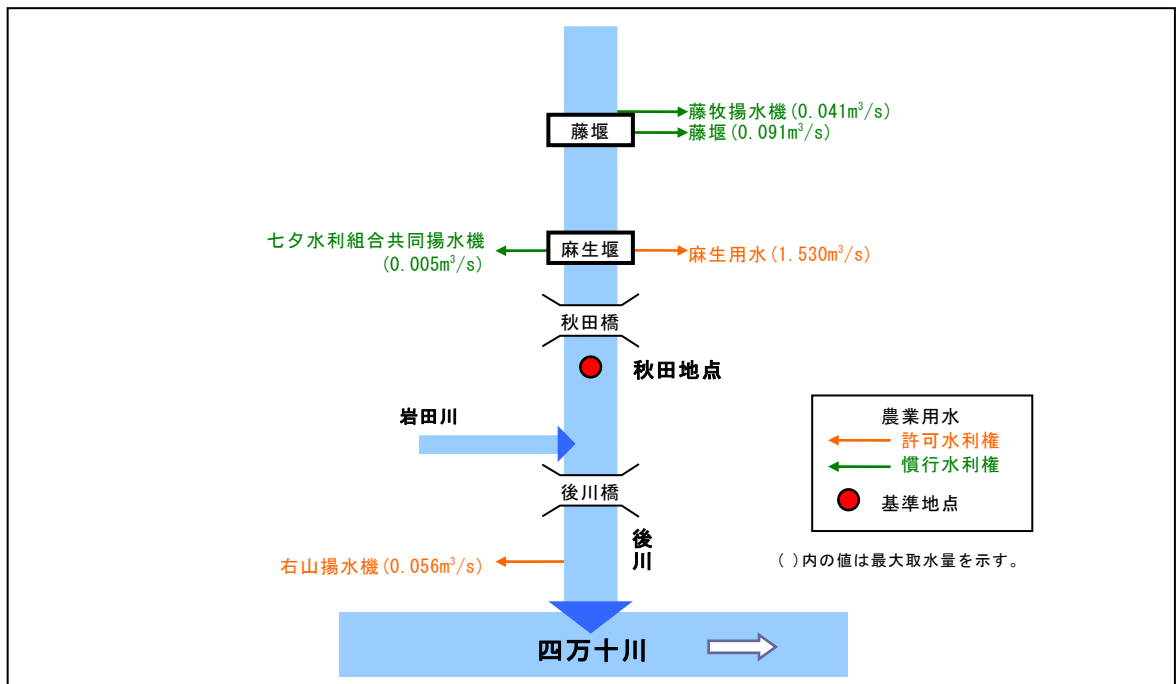 藤牧揚水機(0.041m³/s)
藤堰
藤堰(0.091m³/s)
七夕水利組合共同揚水機
(0.005m³/s)
麻生堰
麻生用水(1.530m³/s)
秋田橋
秋田地点
岩田川
農業用水
許可水利権
慣行水利権
基準地点
後川橋
後川
右山揚水機(0.056m³/s)
( )内の値は最大取水量を示す。
四万十川